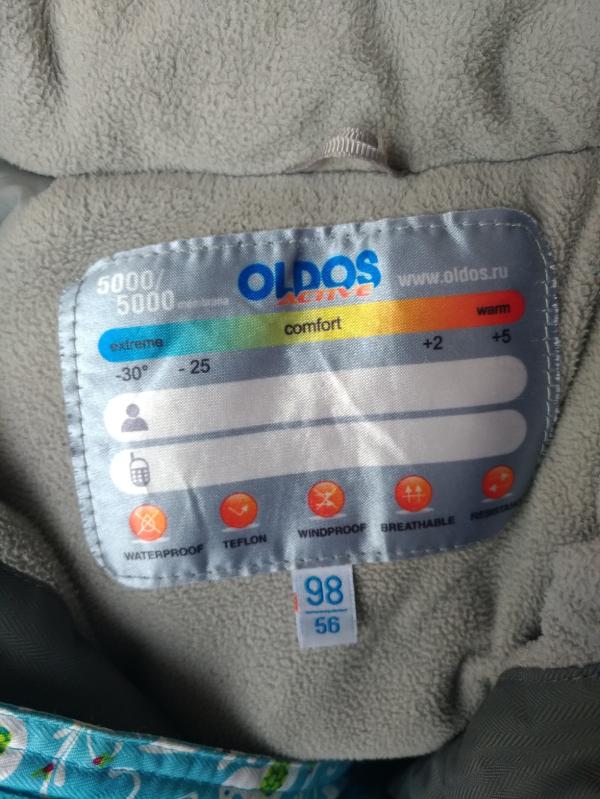 5000/
5000 membrane
OLDOS
ACTIVE
www.oldos.ru
extreme comfort warm
-30° - 25 +2 +5
WATERPROOF TEFLON WINDPROOF BREATHABLE
98
56